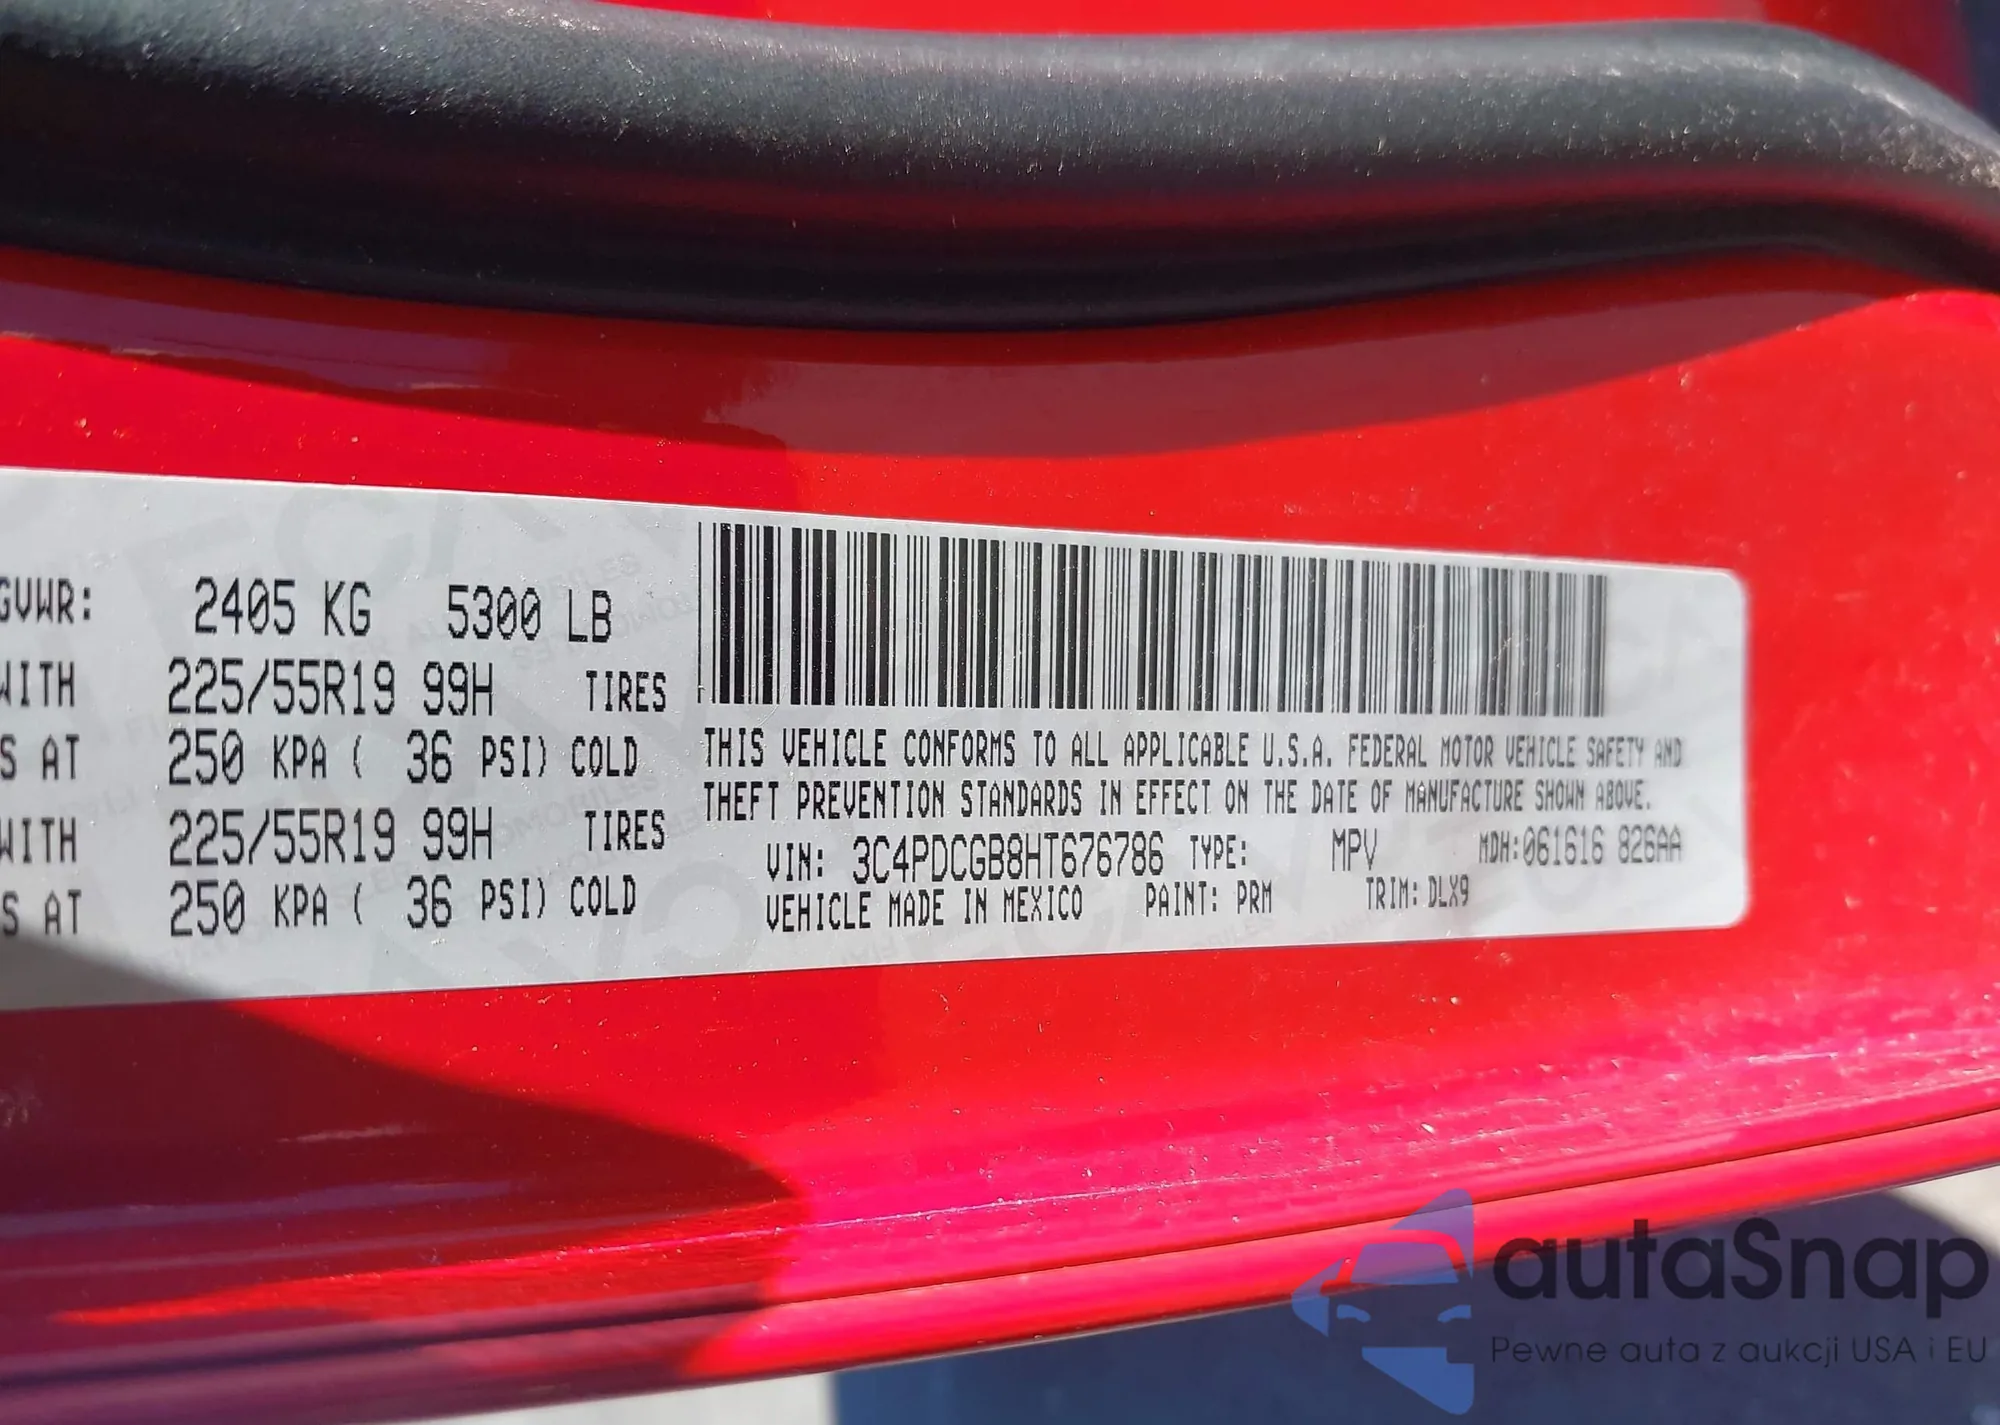 GVWR: 2405 KG 5300 LB
WITH 225/55R19 99H TIRES
S AT 250 KPA ( 36 PSI) COLD
WITH 225/55R19 99H TIRES
S AT 250 KPA ( 36 PSI) COLD
THIS VEHICLE CONFORMS TO ALL APPLICABLE U.S.A. FEDERAL MOTOR VEHICLE SAFETY AND
THEFT PREVENTION STANDARDS IN EFFECT ON THE DATE OF MANUFACTURE SHOWN ABOVE.
VIN: 3C4PDCGB8HT676786 TYPE: MPV MDH:061616 826AA
VEHICLE MADE IN MEXICO PAINT: PRM TRIM: DLX9
autaSnap
Pewne auta z aukcji USA i EU